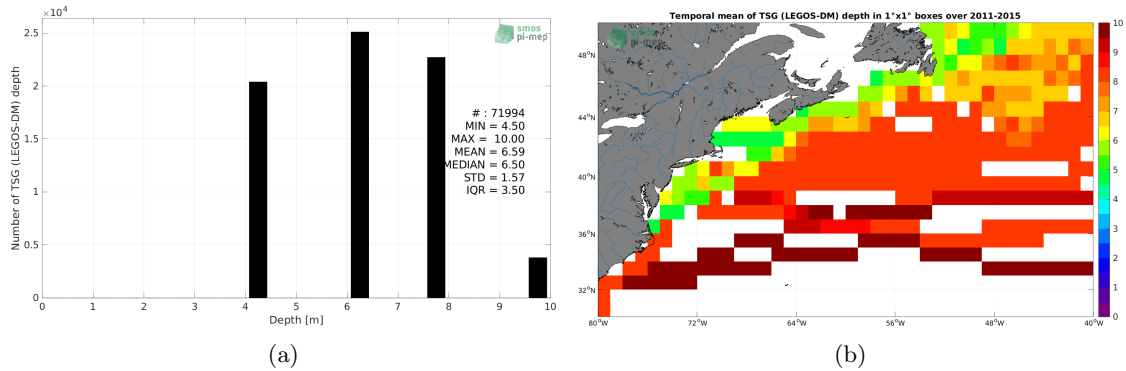 ×10⁴
2.5
2
1.5
1
0.5
0
Number of TSG (LEGOS-DM) depth
smos
pi-mep
# : 71994
MIN = 4.50
MAX = 10.00
MEAN = 6.59
MEDIAN = 6.50
STD = 1.57
IQR = 3.50
0 1 2 3 4 5 6 7 8 9 10
Depth [m]
(a)
Temporal mean of TSG (LEGOS-DM) depth in 1°x1° boxes over 2011-2015
smos
pi-mep
48°N
44°N
40°N
36°N
32°N
80°W 72°W 64°W 56°W 48°W 40°W
10
9
8
7
6
5
4
3
2
1
0
(b)